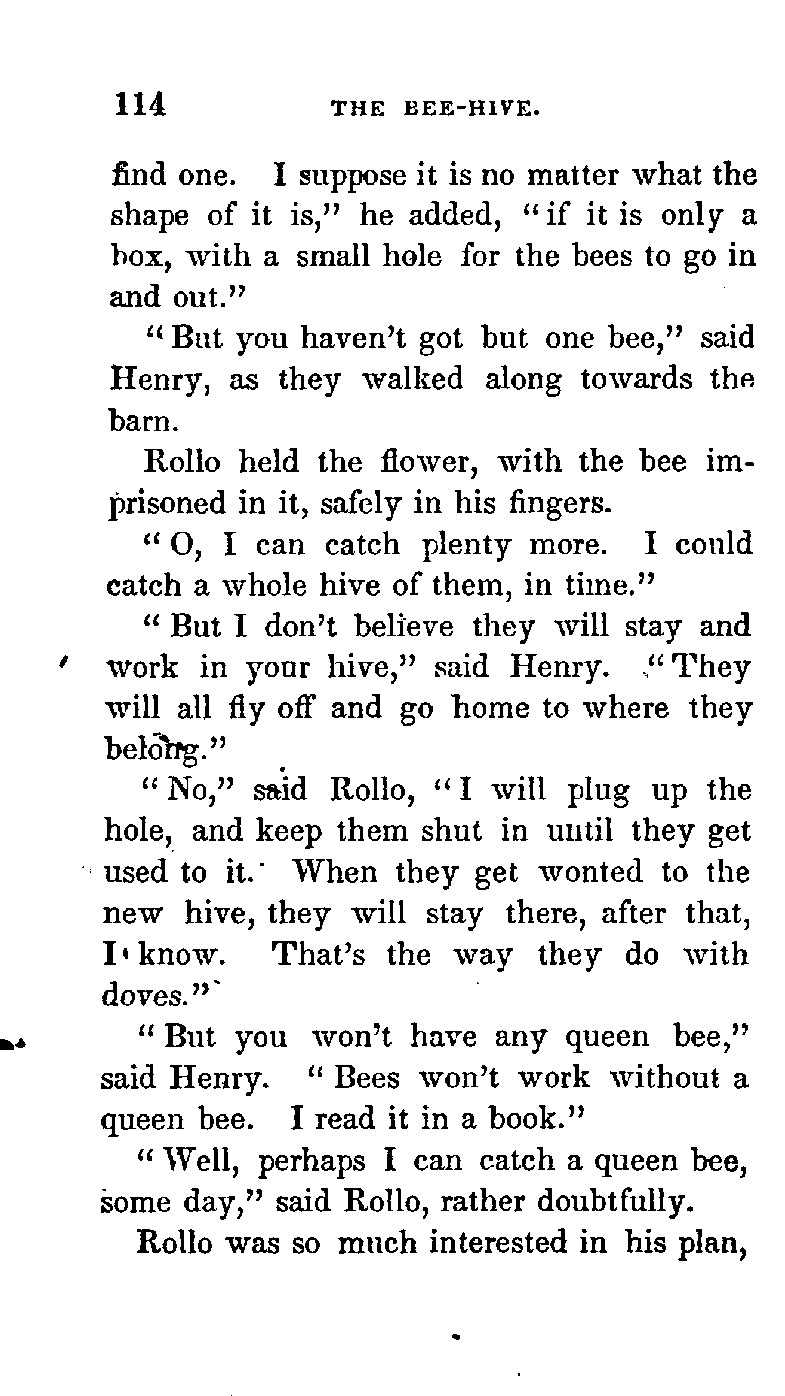 114 THE BEE-HIVE.
find one. I suppose it is no matter what the
shape of it is,” he added, “if it is only a
box, with a small hole for the bees to go in
and out.”
“But you haven’t got but one bee,” said
Henry, as they walked along towards the
barn.
Rollo held the flower, with the bee im-
prisoned in it, safely in his fingers.
“O, I can catch plenty more. I could
catch a whole hive of them, in time.”
“But I don’t believe they will stay and
work in your hive,” said Henry. “They
will all fly off and go home to where they
belong.”
“No,” said Rollo, “I will plug up the
hole, and keep them shut in until they get
used to it. When they get wonted to the
new hive, they will stay there, after that,
I know. That’s the way they do with
doves.”
“But you won’t have any queen bee,”
said Henry. “Bees won’t work without a
queen bee. I read it in a book.”
“Well, perhaps I can catch a queen bee,
some day,” said Rollo, rather doubtfully.
Rollo was so much interested in his plan,